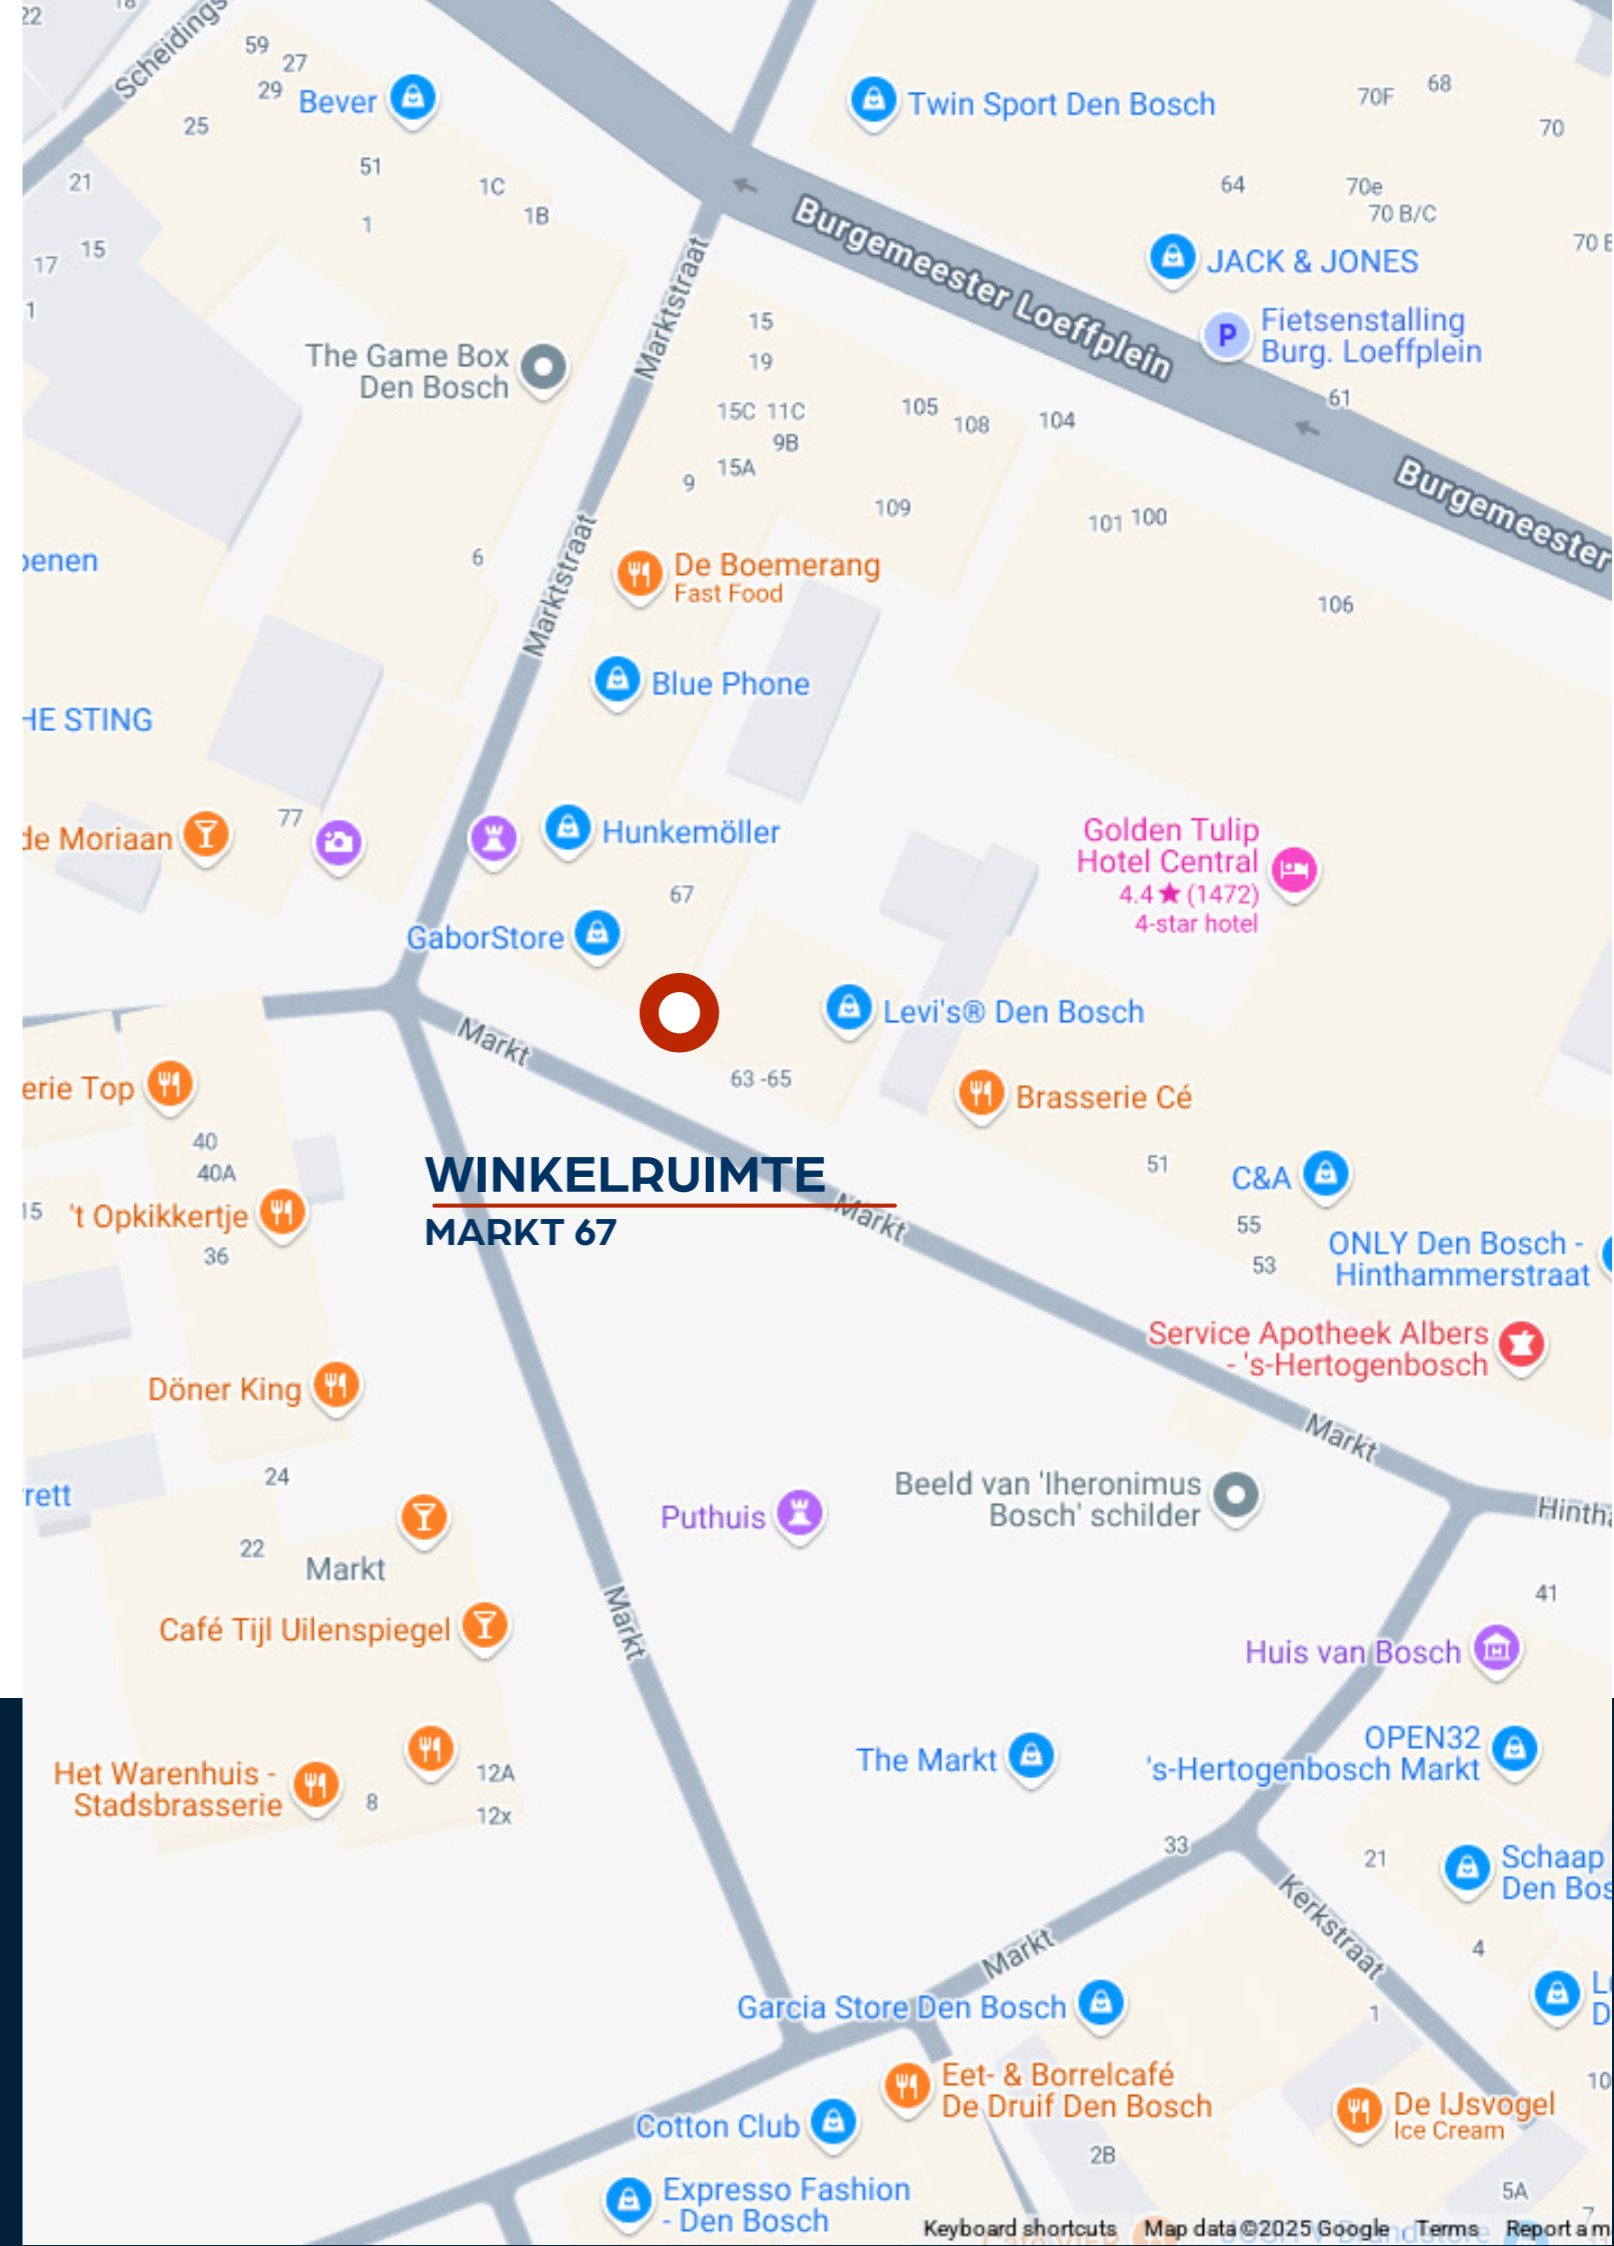 22
18
59
27
29
Bever
25
Twin Sport Den Bosch
70F
68
70
51
21
1C
1B
1
64
70e
70 B/C
15
17
1
JACK & JONES
Burgemeester Loeffplein
Marktstraat
Fietsenstalling
Burg. Loeffplein
15
19
The Game Box
Den Bosch
61
15C 11C
105
108
104
9B
15A
9
109
101 100
Burgemeester
6
Marktstraat
De Boemerang
Fast Food
106
Blue Phone
HE STING
77
de Moriaan
Hunkemöller
Golden Tulip
Hotel Central
4.4 ★ (1472)
4-star hotel
67
GaborStore
Levi's® Den Bosch
Markt
63 -65
erie Top
Brasserie Cé
40
40A
WINKELRUIMTE
MARKT 67
51
C&A
15
't Opkikkertje
36
Markt
55
53
ONLY Den Bosch -
Hinthammerstraat
Service Apotheek Albers
- 's-Hertogenbosch
Döner King
Markt
24
Beeld van 'Iheronimus
Bosch' schilder
Puthuis
22
Markt
41
Café Tijl Uilenspiegel
Markt
Huis van Bosch
The Markt
OPEN32
's-Hertogenbosch Markt
Het Warenhuis -
Stadsbrasserie
8
12A
12x
33
21
Schaap
Kerkstraat
Markt
4
Garcia Store Den Bosch
1
Eet- & Borrelcafé
De Druif Den Bosch
10
De IJsvogel
Ice Cream
Cotton Club
2B
Expresso Fashion
- Den Bosch
5A
7
Keyboard shortcuts Map data ©2025 Google Terms Report a m